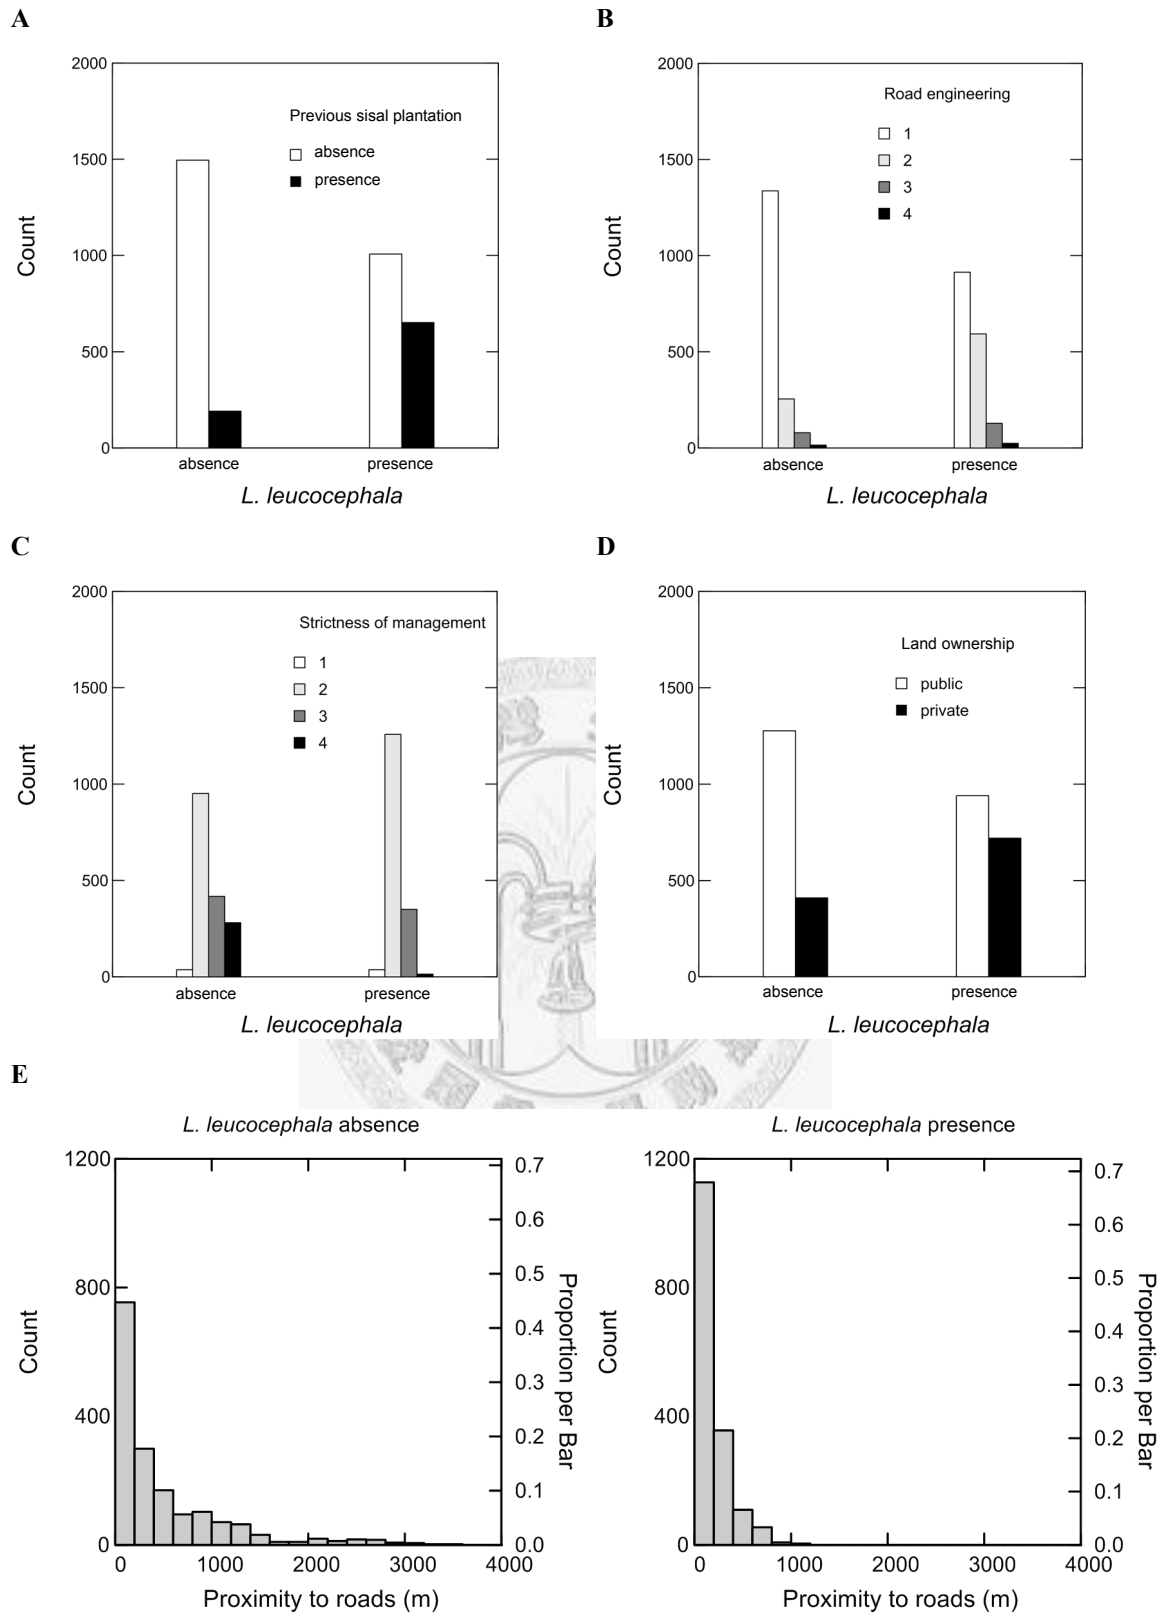 A
2000
1500
1000
500
0
Count
Previous sisal plantation
absence
presence
absence presence
L. leucocephala
B
2000
1500
1000
500
0
Count
Road engineering
1
2
3
4
absence presence
L. leucocephala
C
2000
1500
1000
500
0
Count
Strictness of management
1
2
3
4
absence presence
L. leucocephala
D
2000
1500
1000
500
0
Count
Land ownership
public
private
absence presence
L. leucocephala
E
L. leucocephala absence
1200
800
400
0
Count
0.7
0.6
0.5
0.4
0.3
0.2
0.1
0.0
Proportion per Bar
0 1000 2000 3000 4000
Proximity to roads (m)
L. leucocephala presence
1200
800
400
0
Count
0.7
0.6
0.5
0.4
0.3
0.2
0.1
0.0
Proportion per Bar
0 1000 2000 3000 4000
Proximity to roads (m)